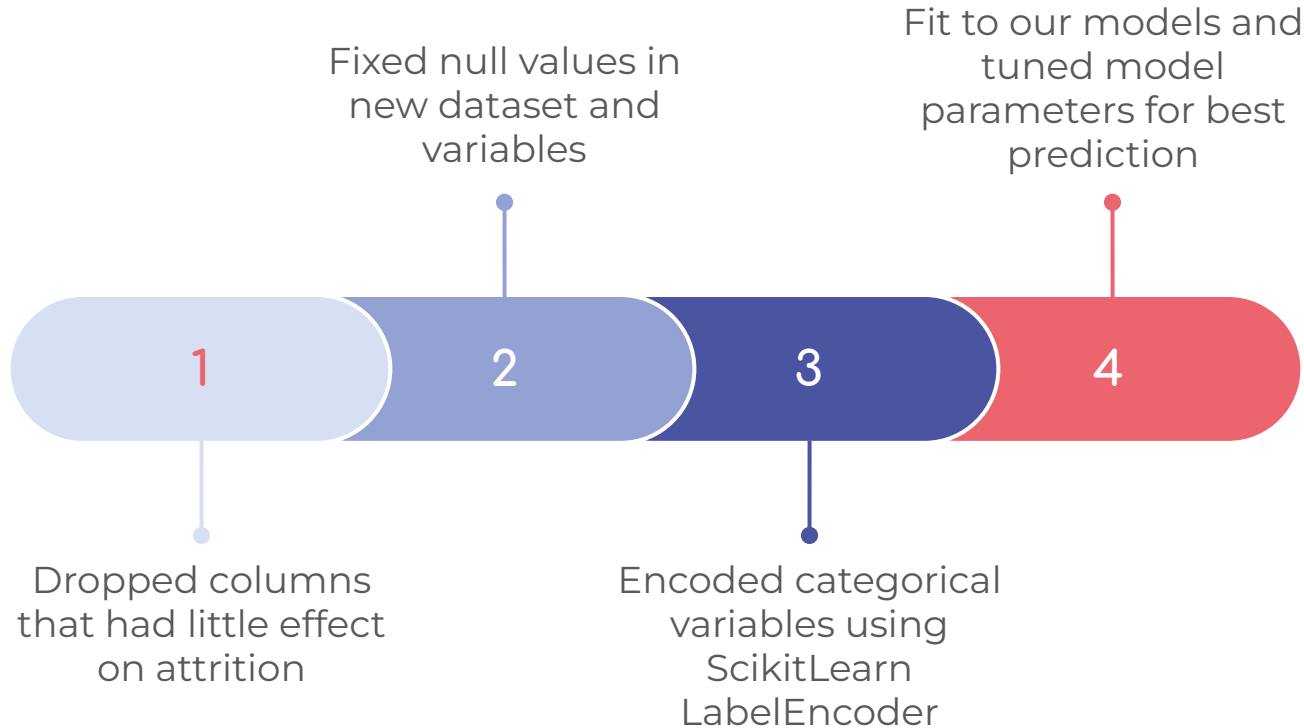 Fixed null values in
new dataset and
variables
Fit to our models and
tuned model
parameters for best
prediction
1
2
3
4
Dropped columns
that had little effect
on attrition
Encoded categorical
variables using
ScikitLearn
LabelEncoder